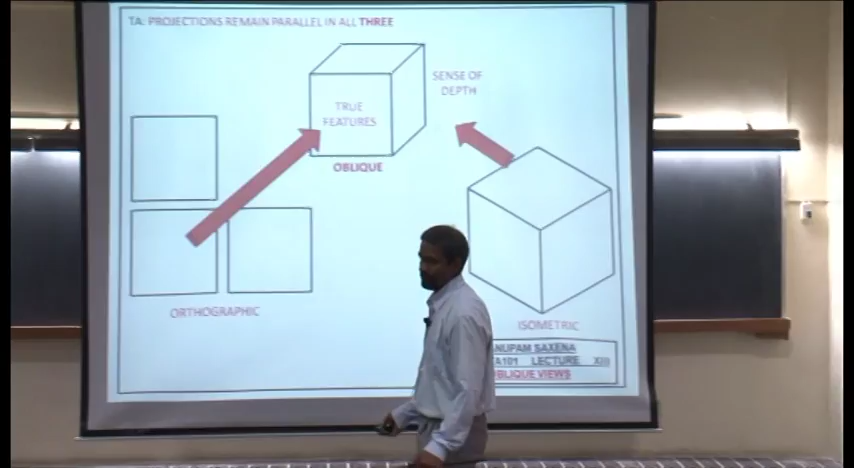 TA. PROJECTIONS REMAIN PARALLEL IN ALL THREE
SENSE OF
DEPTH
TRUE
FEATURES
OBLIQUE
ORTHOGRAPHIC
ISOMETRIC
ANUPAM SAXENA
TA101 LECTURE XIII
OBLIQUE VIEWS